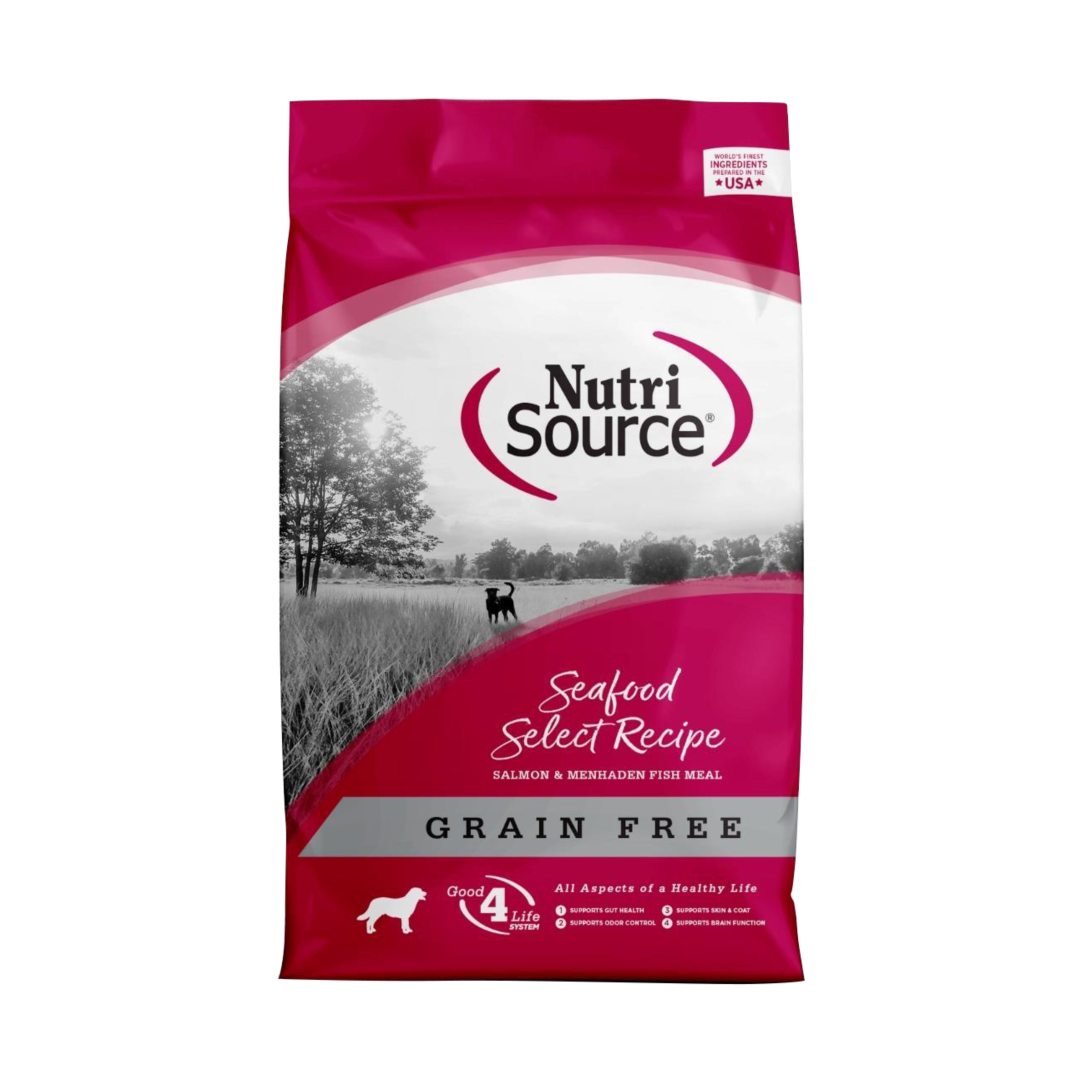 WORLD'S FINEST
INGREDIENTS
PREPARED IN THE
★USA★
Nutri
Source®
Seafood
Select Recipe
SALMON & MENHADEN FISH MEAL
GRAIN FREE
Good
4
Life
SYSTEM
All Aspects of a Healthy Life
1 SUPPORTS GUT HEALTH
2 SUPPORTS ODOR CONTROL
3 SUPPORTS SKIN & COAT
4 SUPPORTS BRAIN FUNCTION